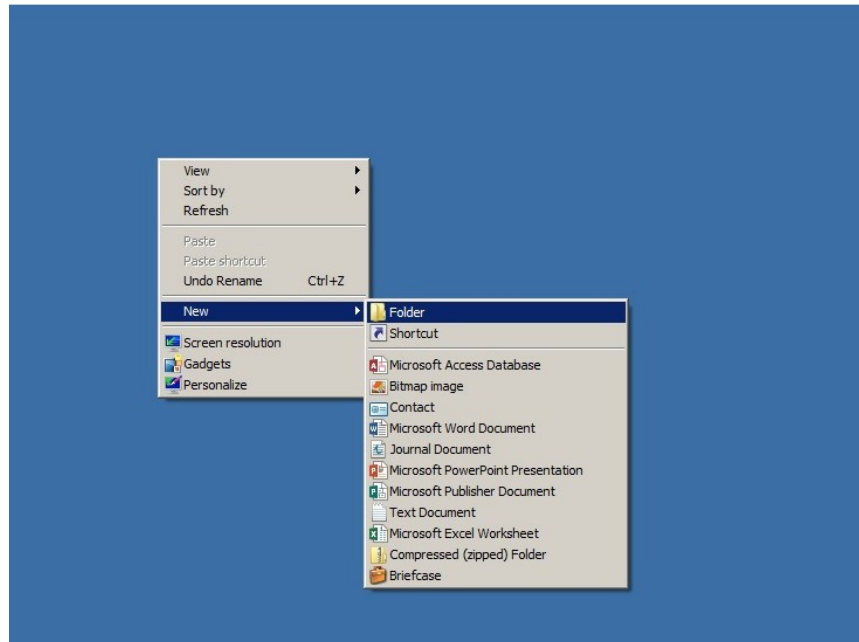 View
Sort by
Refresh
Paste
Paste shortcut
Undo Rename Ctrl+Z
New
Screen resolution
Gadgets
Personalize
Folder
Shortcut
Microsoft Access Database
Bitmap image
Contact
Microsoft Word Document
Journal Document
Microsoft PowerPoint Presentation
Microsoft Publisher Document
Text Document
Microsoft Excel Worksheet
Compressed (zipped) Folder
Briefcase